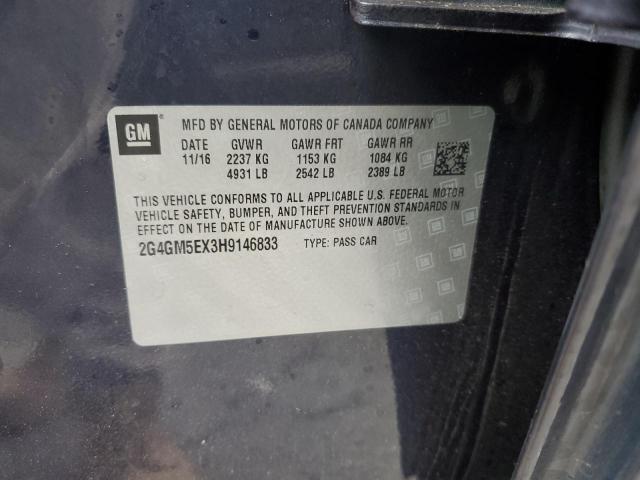 GM
MFD BY GENERAL MOTORS OF CANADA COMPANY
DATE GVWR GAWR FRT GAWR RR
11/16 2237 KG 1153 KG 1084 KG
4931 LB 2542 LB 2389 LB
THIS VEHICLE CONFORMS TO ALL APPLICABLE U.S. FEDERAL MOTOR
VEHICLE SAFETY, BUMPER, AND THEFT PREVENTION STANDARDS IN
EFFECT ON THE DATE OF MANUFACTURE SHOWN ABOVE.
2G4GM5EX3H9146833 TYPE: PASS CAR